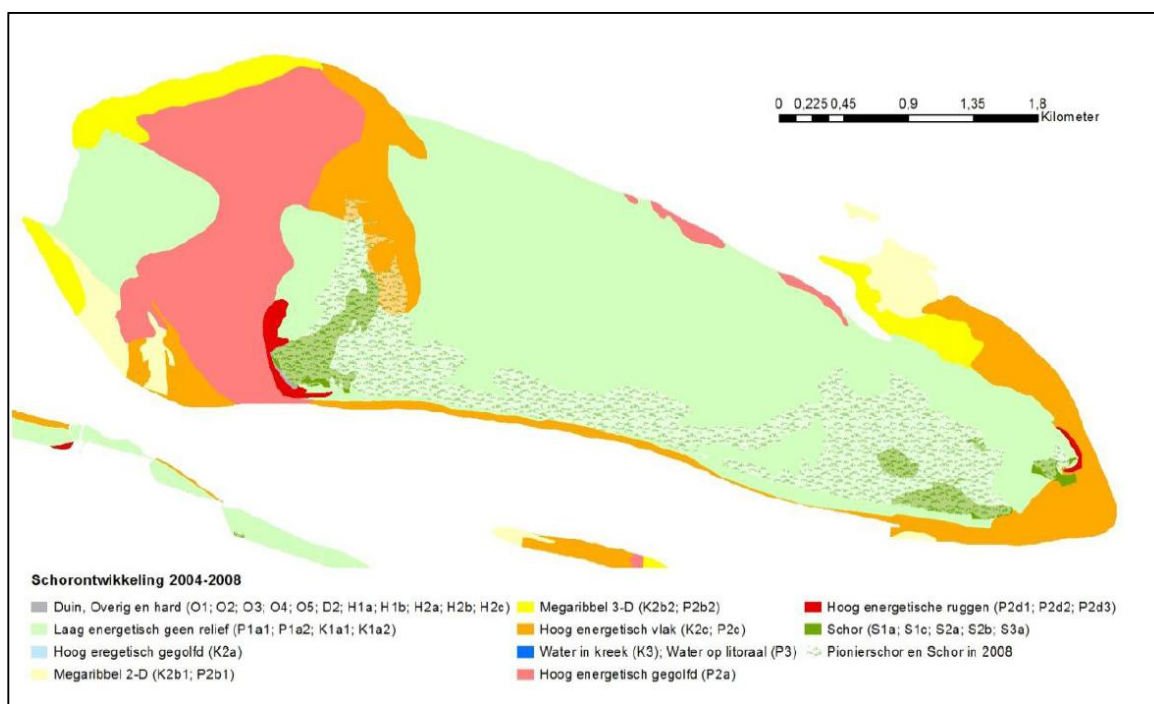 0 0,225 0,45 0,9 1,35 1,8
Kilometer
Schorontwikkeling 2004-2008
Duin, Overig en hard (O1; O2; O3; O4; O5; D2; H1a; H1b; H2a; H2b; H2c)
Laag energetisch geen relief (P1a1; P1a2; K1a1; K1a2)
Hoog eregetisch gegolfd (K2a)
Megaribbel 2-D (K2b1; P2b1)
Megaribbel 3-D (K2b2; P2b2)
Hoog energetisch vlak (K2c; P2c)
Water in kreek (K3); Water op litoraal (P3)
Hoog energetisch gegolfd (P2a)
Hoog energetische ruggen (P2d1; P2d2; P2d3)
Schor (S1a; S1c; S2a; S2b; S3a)
Pionierschor en Schor in 2008